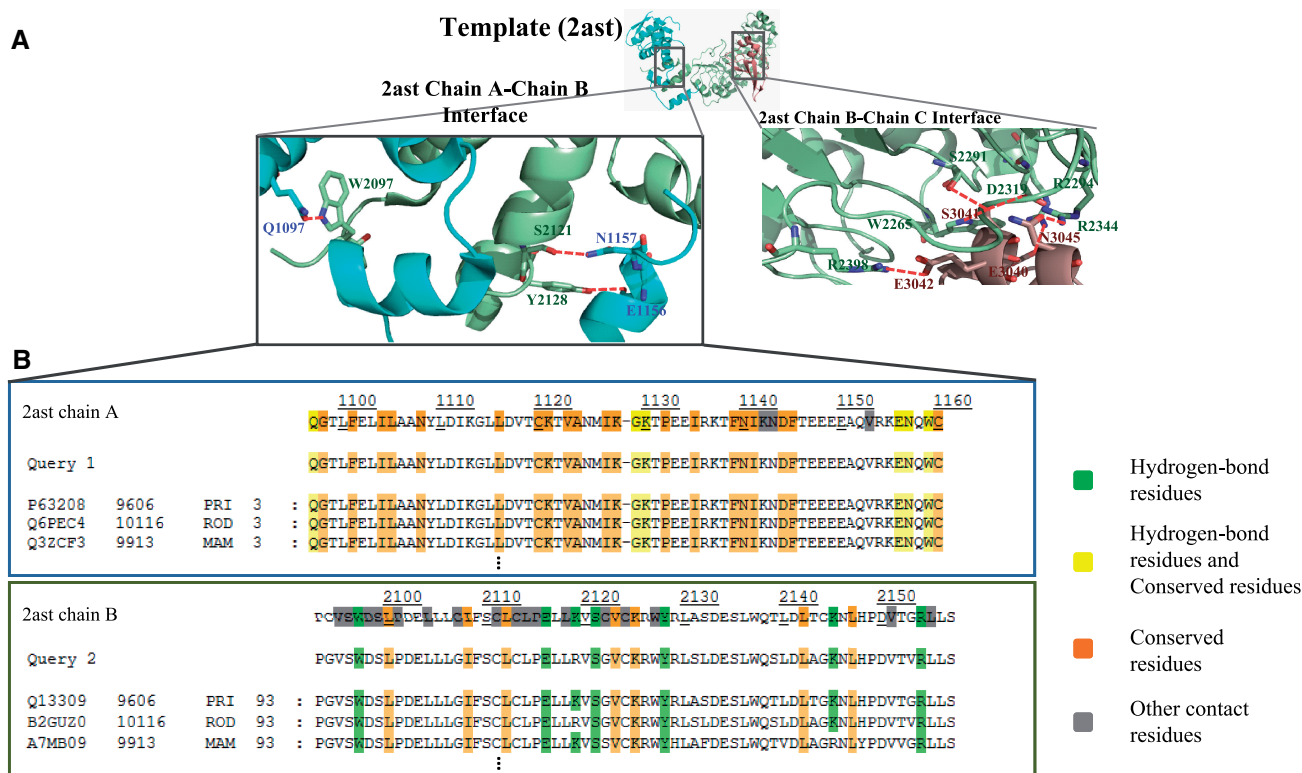 A
Template (2ast)
2ast Chain A-Chain B
Interface
2ast Chain B-Chain C Interface
W2097
Q1097
S2121
N1157
Y2128
E1156
S2291
D2319
R2294
S3041
W2265
R2344
N3045
R2398
E3040
E3042
B
1100 1110 1120 1130 1140 1150 1160
2ast chain A QGTLFELILAANYLDIKGLLDVTCKTVANMIK-GKTPEEIRKTFNIKNDFTEEEEAQVRKENQWC
Query 1 QGTLFELILAANYLDIKGLLDVTCKTVANMIK-GKTPEEIRKTFNIKNDFTEEEEAQVRKENQWC
P63208 9606 PRI 3 : QGTLFELILAANYLDIKGLLDVTCKTVANMIK-GKTPEEIRKTFNIKNDFTEEEEAQVRKENQWC
Q6PEC4 10116 ROD 3 : QGTLFELILAANYLDIKGLLDVTCKTVANMIK-GKTPEEIRKTFNIKNDFTEEEEAQVRKENQWC
Q3ZCF3 9913 MAM 3 : QGTLFELILAANYLDIKGLLDVTCKTVANMIK-GKTPEEIRKTFNIKNDFTEEEEAQVRKENQWC
2100 2110 2120 2130 2140 2150
2ast chain B PGVSWDSLPDELLLGIFSCLCLPELLKVSGVCKRWYRLASDESLWQTLDLTGKNLHPDVTGRLLS
Query 2 PGVSWDSLPDELLLGIFSCLCLPELLRVSGVCKRWYRLSLDESLWQSLDLAGKNLHPDVTVRLLS
Q13309 9606 PRI 93 : PGVSWDSLPDELLLGIFSCLCLPELLKVSGVCKRWYRLASDESLWQTLDLTGKNLHPDVTGRLLS
B2GUZ0 10116 ROD 93 : PGVSWDSLPDELLLGIFSCLCLPELLRVSGVCKRWYRLSLDESLWQSLDLAGKNLHPDVTVRLLS
A7MB09 9913 MAM 93 : PGVSWDSLPDELLLGIFSCLCLPELLKVSSVCKRWYHLAFDESLWQTVDLAGRNLYPDVVGRLLS
Hydrogen-bond
residues
Hydrogen-bond
residues and
Conserved residues
Conserved
residues
Other contact
residues